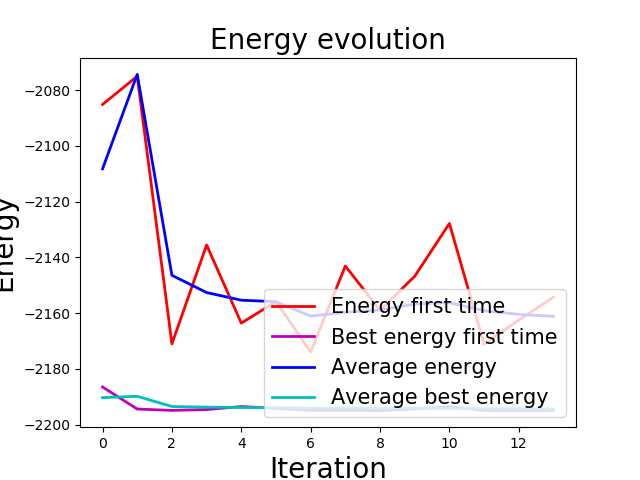 Energy evolution
Energy
−2080
−2100
−2120
−2140
−2160
−2180
−2200
Energy first time
Best energy first time
Average energy
Average best energy
0 2 4 6 8 10 12
Iteration